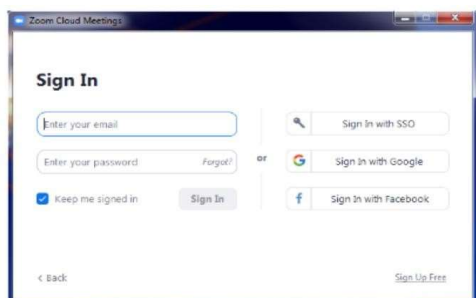 Zoom Cloud Meetings
Sign In
Enter your email
Enter your password Forgot?
Keep me signed in Sign In
or
Sign In with SSO
G Sign In with Google
f Sign In with Facebook
< Back
Sign Up Free